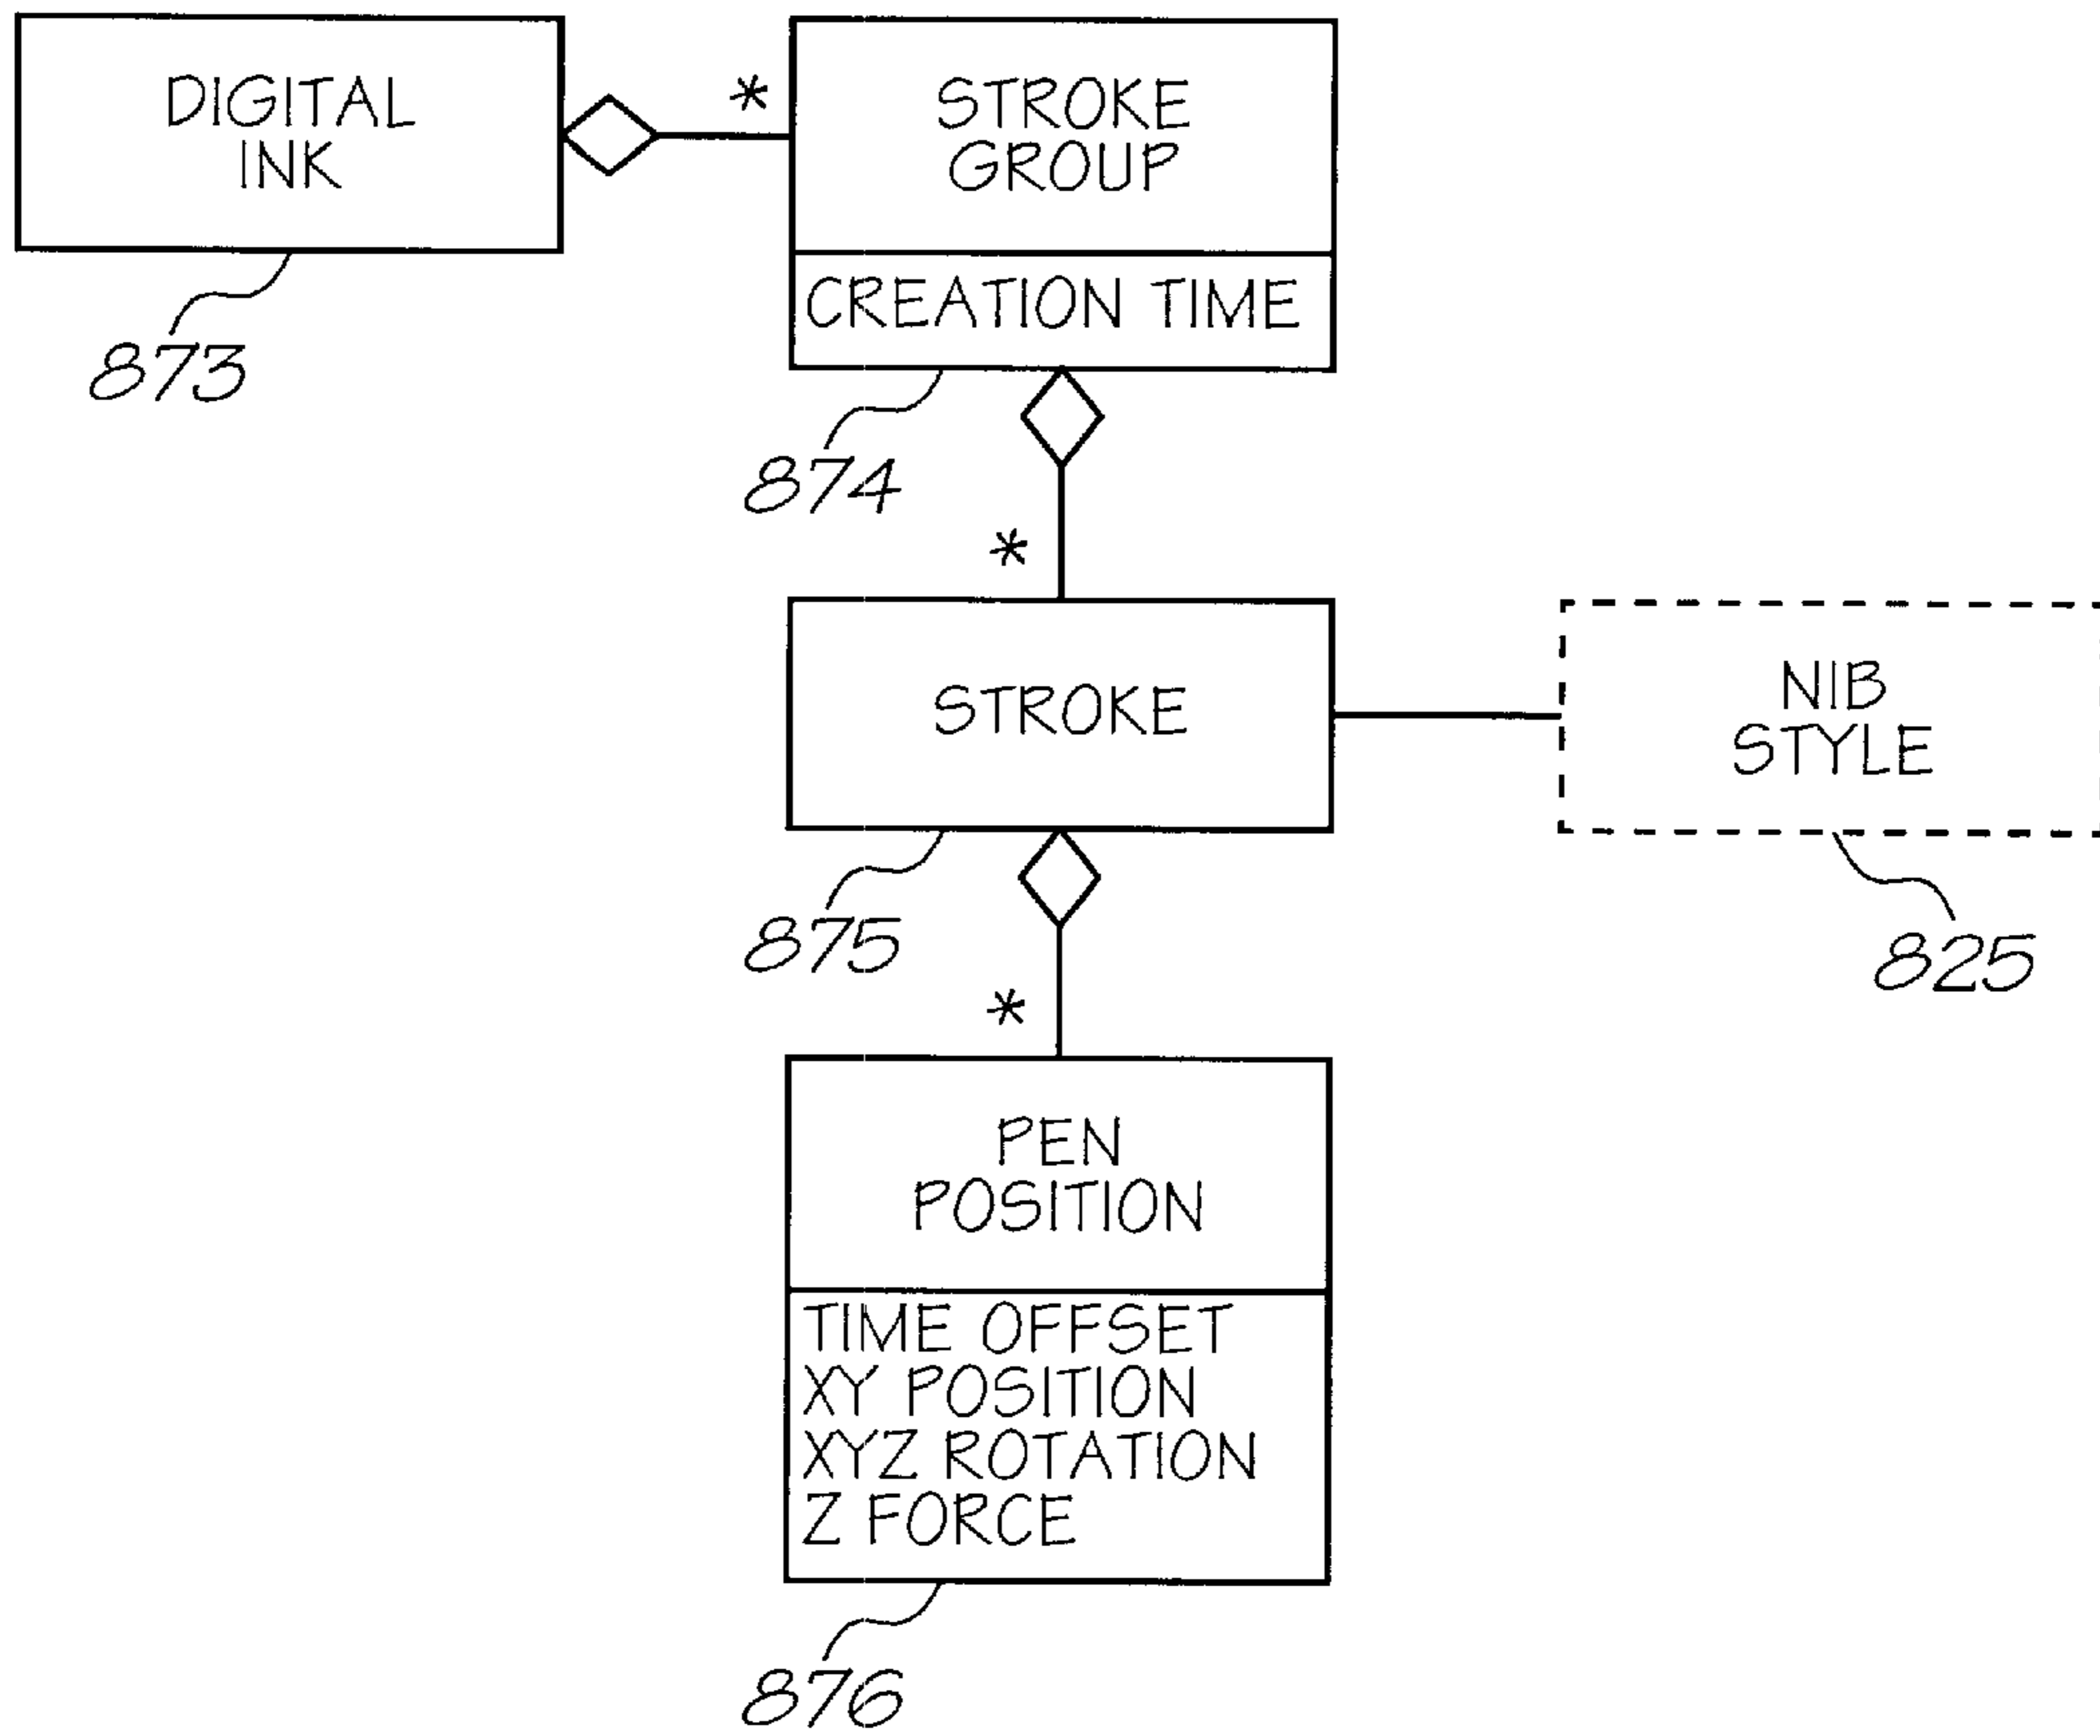 DIGITAL
INK
*
STROKE
GROUP
CREATION TIME
873
874
*
STROKE
NIB
STYLE
875
825
*
PEN
POSITION
TIME OFFSET
XY POSITION
XYZ ROTATION
Z FORCE
876